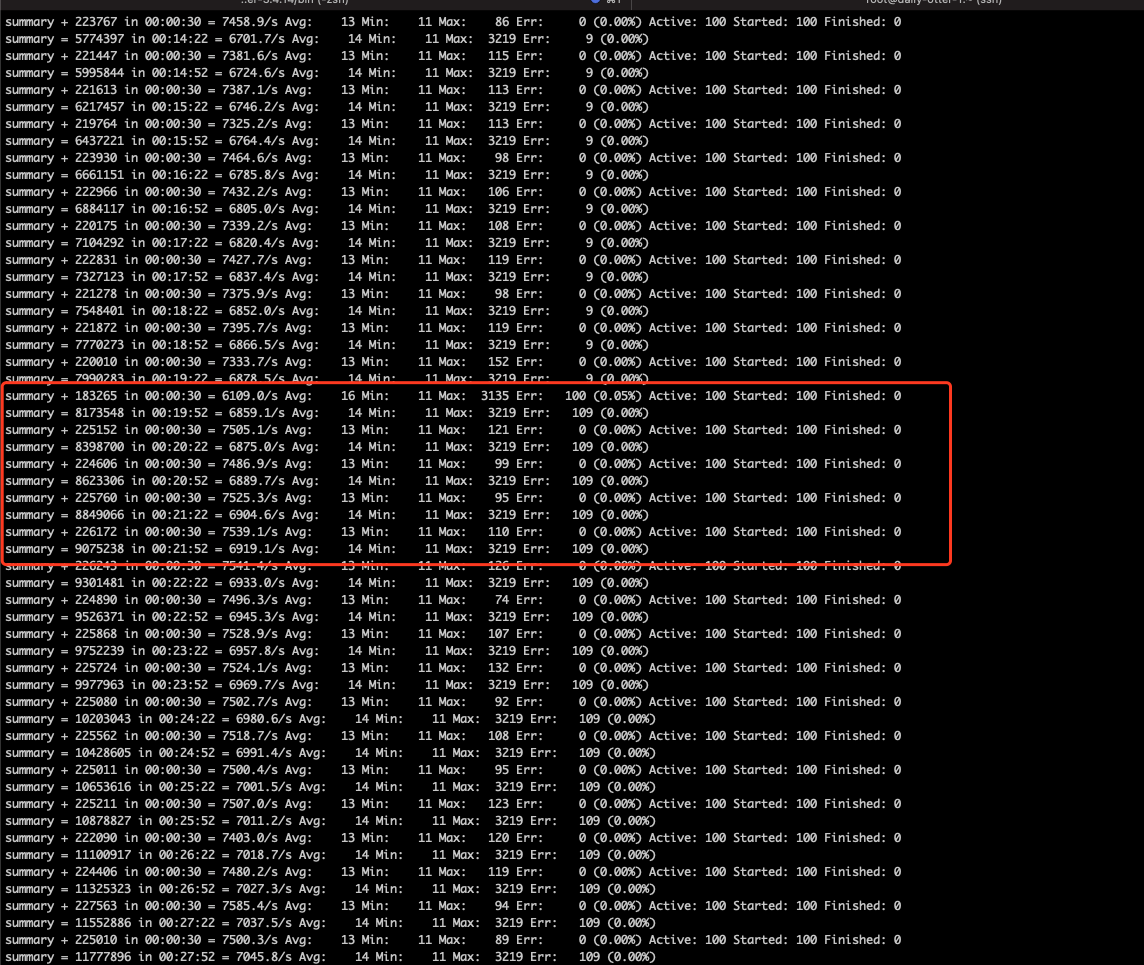 summary + 223767 in 00:00:30 = 7458.9/s Avg: 13 Min: 11 Max: 86 Err: 0 (0.00%) Active: 100 Started: 100 Finished: 0
summary = 5774397 in 00:14:22 = 6701.7/s Avg: 14 Min: 11 Max: 3219 Err: 9 (0.00%)
summary + 221447 in 00:00:30 = 7381.6/s Avg: 13 Min: 11 Max: 115 Err: 0 (0.00%) Active: 100 Started: 100 Finished: 0
summary = 5995844 in 00:14:52 = 6724.6/s Avg: 14 Min: 11 Max: 3219 Err: 9 (0.00%)
summary + 221613 in 00:00:30 = 7387.1/s Avg: 13 Min: 11 Max: 113 Err: 0 (0.00%) Active: 100 Started: 100 Finished: 0
summary = 6217457 in 00:15:22 = 6746.2/s Avg: 14 Min: 11 Max: 3219 Err: 9 (0.00%)
summary + 219764 in 00:00:30 = 7325.2/s Avg: 13 Min: 11 Max: 113 Err: 0 (0.00%) Active: 100 Started: 100 Finished: 0
summary = 6437221 in 00:15:52 = 6764.4/s Avg: 14 Min: 11 Max: 3219 Err: 9 (0.00%)
summary + 223930 in 00:00:30 = 7464.6/s Avg: 13 Min: 11 Max: 98 Err: 0 (0.00%) Active: 100 Started: 100 Finished: 0
summary = 6661151 in 00:16:22 = 6785.8/s Avg: 14 Min: 11 Max: 3219 Err: 9 (0.00%)
summary + 222966 in 00:00:30 = 7432.2/s Avg: 13 Min: 11 Max: 106 Err: 0 (0.00%) Active: 100 Started: 100 Finished: 0
summary = 6884117 in 00:16:52 = 6805.0/s Avg: 14 Min: 11 Max: 3219 Err: 9 (0.00%)
summary + 220175 in 00:00:30 = 7339.2/s Avg: 13 Min: 11 Max: 108 Err: 0 (0.00%) Active: 100 Started: 100 Finished: 0
summary = 7104292 in 00:17:22 = 6820.4/s Avg: 14 Min: 11 Max: 3219 Err: 9 (0.00%)
summary + 222831 in 00:00:30 = 7427.7/s Avg: 13 Min: 11 Max: 119 Err: 0 (0.00%) Active: 100 Started: 100 Finished: 0
summary = 7327123 in 00:17:52 = 6837.4/s Avg: 14 Min: 11 Max: 3219 Err: 9 (0.00%)
summary + 221278 in 00:00:30 = 7375.9/s Avg: 13 Min: 11 Max: 98 Err: 0 (0.00%) Active: 100 Started: 100 Finished: 0
summary = 7548401 in 00:18:22 = 6852.0/s Avg: 14 Min: 11 Max: 3219 Err: 9 (0.00%)
summary + 221872 in 00:00:30 = 7395.7/s Avg: 13 Min: 11 Max: 119 Err: 0 (0.00%) Active: 100 Started: 100 Finished: 0
summary = 7770273 in 00:18:52 = 6866.5/s Avg: 14 Min: 11 Max: 3219 Err: 9 (0.00%)
summary + 220010 in 00:00:30 = 7333.7/s Avg: 13 Min: 11 Max: 152 Err: 0 (0.00%) Active: 100 Started: 100 Finished: 0
summary = 7990283 in 00:19:22 = 6878.5/s Avg: 14 Min: 11 Max: 3219 Err: 9 (0.00%)
summary + 183265 in 00:00:30 = 6109.0/s Avg: 16 Min: 11 Max: 3135 Err: 100 (0.05%) Active: 100 Started: 100 Finished: 0
summary = 8173548 in 00:19:52 = 6859.1/s Avg: 14 Min: 11 Max: 3219 Err: 109 (0.00%)
summary + 225152 in 00:00:30 = 7505.1/s Avg: 13 Min: 11 Max: 121 Err: 0 (0.00%) Active: 100 Started: 100 Finished: 0
summary = 8398700 in 00:20:22 = 6875.0/s Avg: 14 Min: 11 Max: 3219 Err: 109 (0.00%)
summary + 224606 in 00:00:30 = 7486.9/s Avg: 13 Min: 11 Max: 99 Err: 0 (0.00%) Active: 100 Started: 100 Finished: 0
summary = 8623306 in 00:20:52 = 6889.7/s Avg: 14 Min: 11 Max: 3219 Err: 109 (0.00%)
summary + 225760 in 00:00:30 = 7525.3/s Avg: 13 Min: 11 Max: 95 Err: 0 (0.00%) Active: 100 Started: 100 Finished: 0
summary = 8849066 in 00:21:22 = 6904.6/s Avg: 14 Min: 11 Max: 3219 Err: 109 (0.00%)
summary + 226172 in 00:00:30 = 7539.1/s Avg: 13 Min: 11 Max: 110 Err: 0 (0.00%) Active: 100 Started: 100 Finished: 0
summary = 9075238 in 00:21:52 = 6919.1/s Avg: 14 Min: 11 Max: 3219 Err: 109 (0.00%)
summary + 226243 in 00:00:30 = 7541.4/s Avg: 13 Min: 11 Max: 126 Err: 0 (0.00%) Active: 100 Started: 100 Finished: 0
summary = 9301481 in 00:22:22 = 6933.0/s Avg: 14 Min: 11 Max: 3219 Err: 109 (0.00%)
summary + 224890 in 00:00:30 = 7496.3/s Avg: 13 Min: 11 Max: 74 Err: 0 (0.00%) Active: 100 Started: 100 Finished: 0
summary = 9526371 in 00:22:52 = 6945.3/s Avg: 14 Min: 11 Max: 3219 Err: 109 (0.00%)
summary + 225868 in 00:00:30 = 7528.9/s Avg: 13 Min: 11 Max: 107 Err: 0 (0.00%) Active: 100 Started: 100 Finished: 0
summary = 9752239 in 00:23:22 = 6957.8/s Avg: 14 Min: 11 Max: 3219 Err: 109 (0.00%)
summary + 225724 in 00:00:30 = 7524.1/s Avg: 13 Min: 11 Max: 132 Err: 0 (0.00%) Active: 100 Started: 100 Finished: 0
summary = 9977963 in 00:23:52 = 6969.7/s Avg: 14 Min: 11 Max: 3219 Err: 109 (0.00%)
summary + 225080 in 00:00:30 = 7502.7/s Avg: 13 Min: 11 Max: 92 Err: 0 (0.00%) Active: 100 Started: 100 Finished: 0
summary = 10203043 in 00:24:22 = 6980.6/s Avg: 14 Min: 11 Max: 3219 Err: 109 (0.00%)
summary + 225562 in 00:00:30 = 7518.7/s Avg: 13 Min: 11 Max: 108 Err: 0 (0.00%) Active: 100 Started: 100 Finished: 0
summary = 10428605 in 00:24:52 = 6991.4/s Avg: 14 Min: 11 Max: 3219 Err: 109 (0.00%)
summary + 225011 in 00:00:30 = 7500.4/s Avg: 13 Min: 11 Max: 95 Err: 0 (0.00%) Active: 100 Started: 100 Finished: 0
summary = 10653616 in 00:25:22 = 7001.5/s Avg: 14 Min: 11 Max: 3219 Err: 109 (0.00%)
summary + 225211 in 00:00:30 = 7507.0/s Avg: 13 Min: 11 Max: 123 Err: 0 (0.00%) Active: 100 Started: 100 Finished: 0
summary = 10878827 in 00:25:52 = 7011.2/s Avg: 14 Min: 11 Max: 3219 Err: 109 (0.00%)
summary + 222090 in 00:00:30 = 7403.0/s Avg: 13 Min: 11 Max: 120 Err: 0 (0.00%) Active: 100 Started: 100 Finished: 0
summary = 11100917 in 00:26:22 = 7018.7/s Avg: 14 Min: 11 Max: 3219 Err: 109 (0.00%)
summary + 224406 in 00:00:30 = 7480.2/s Avg: 13 Min: 11 Max: 119 Err: 0 (0.00%) Active: 100 Started: 100 Finished: 0
summary = 11325323 in 00:26:52 = 7027.3/s Avg: 14 Min: 11 Max: 3219 Err: 109 (0.00%)
summary + 227563 in 00:00:30 = 7585.4/s Avg: 13 Min: 11 Max: 94 Err: 0 (0.00%) Active: 100 Started: 100 Finished: 0
summary = 11552886 in 00:27:22 = 7037.5/s Avg: 14 Min: 11 Max: 3219 Err: 109 (0.00%)
summary + 225010 in 00:00:30 = 7500.3/s Avg: 13 Min: 11 Max: 89 Err: 0 (0.00%) Active: 100 Started: 100 Finished: 0
summary = 11777896 in 00:27:52 = 7045.8/s Avg: 14 Min: 11 Max: 3219 Err: 109 (0.00%)